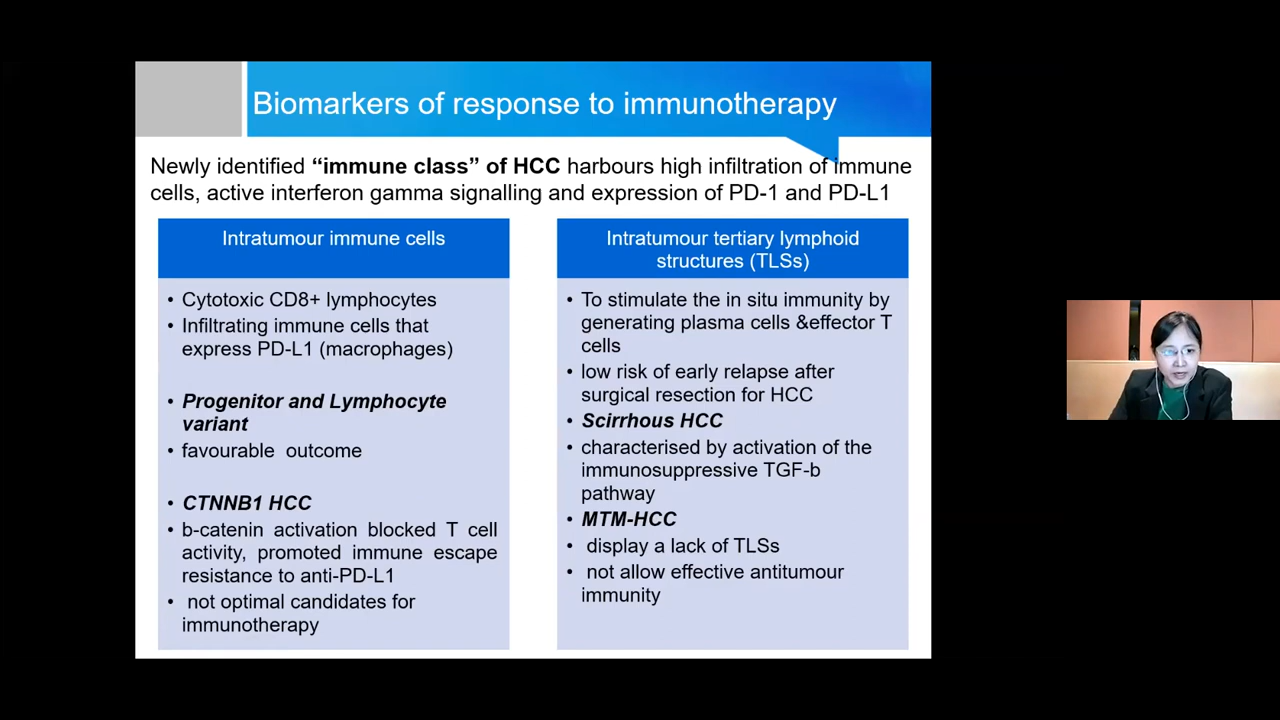 Biomarkers of response to immunotherapy
Newly identified “immune class” of HCC harbours high infiltration of immune
cells, active interferon gamma signalling and expression of PD-1 and PD-L1
Intratumour immune cells
• Cytotoxic CD8+ lymphocytes
• Infiltrating immune cells that
express PD-L1 (macrophages)
• Progenitor and Lymphocyte
variant
• favourable outcome
• CTNNB1 HCC
• b-catenin activation blocked T cell
activity, promoted immune escape
resistance to anti-PD-L1
• not optimal candidates for
immunotherapy
Intratumour tertiary lymphoid
structures (TLSs)
• To stimulate the in situ immunity by
generating plasma cells &effector T
cells
• low risk of early relapse after
surgical resection for HCC
• Scirrhous HCC
• characterised by activation of the
immunosuppressive TGF-b
pathway
• MTM-HCC
• display a lack of TLSs
• not allow effective antitumour
immunity